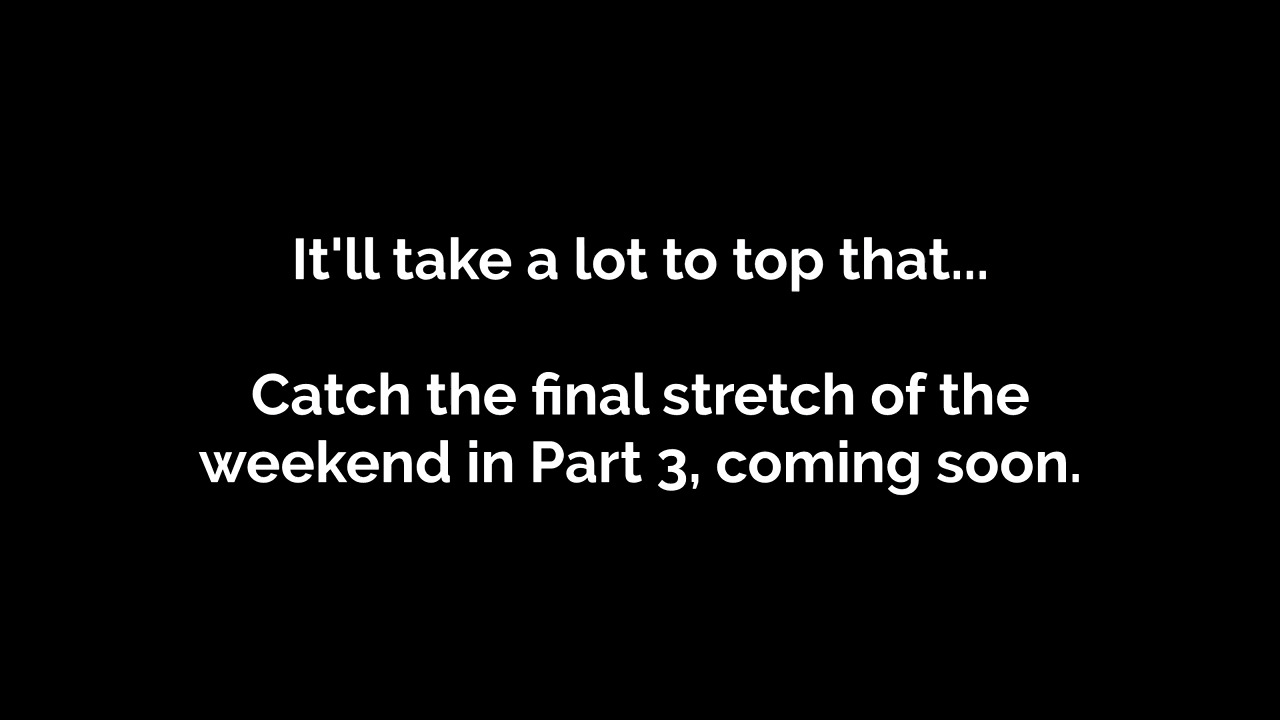 It'll take a lot to top that...
Catch the final stretch of the
weekend in Part 3, coming soon.